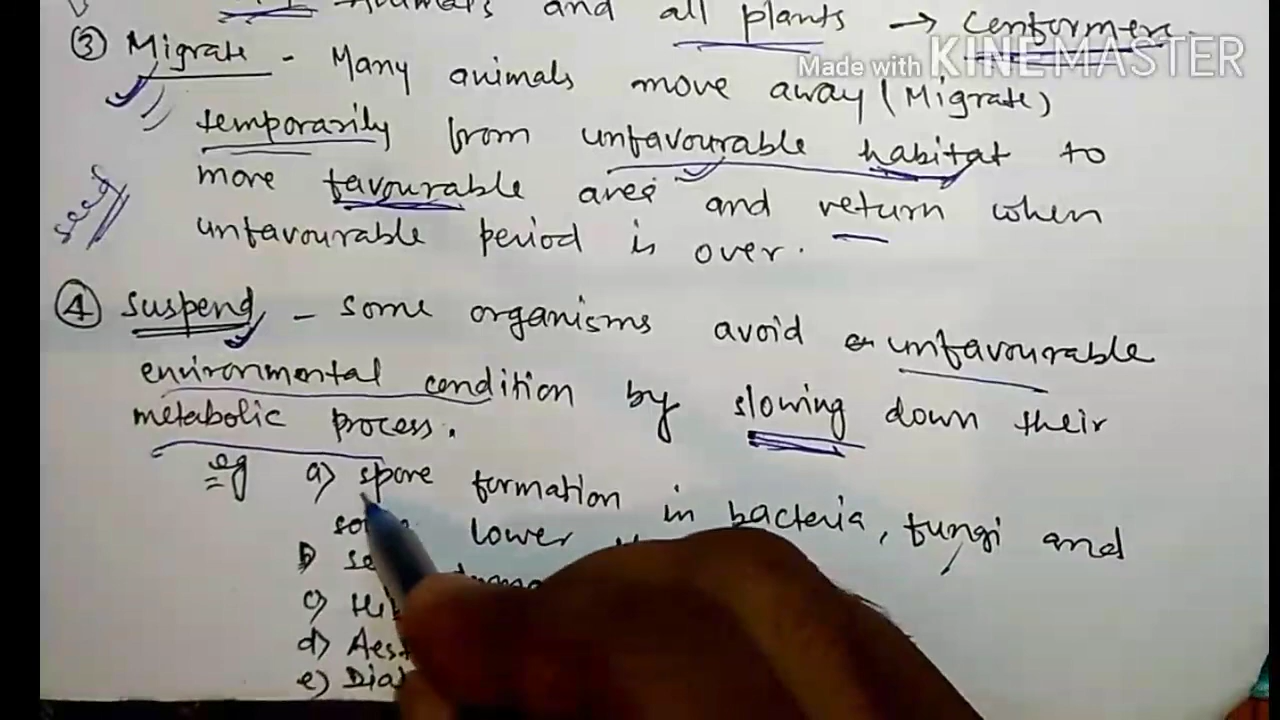 Animals and all plants → Conformers.
Made with KINEMASTER
③ Migrate - Many animals move away (Migrate)
temporarily from unfavourable habitat to
more favourable area and return when
unfavourable period is over.
④ Suspend - some organisms avoid unfavourable
environmental condition by slowing down their
metabolic process.
eg a) spore formation in bacteria, fungi and
lower
b)
c)
d)
e)